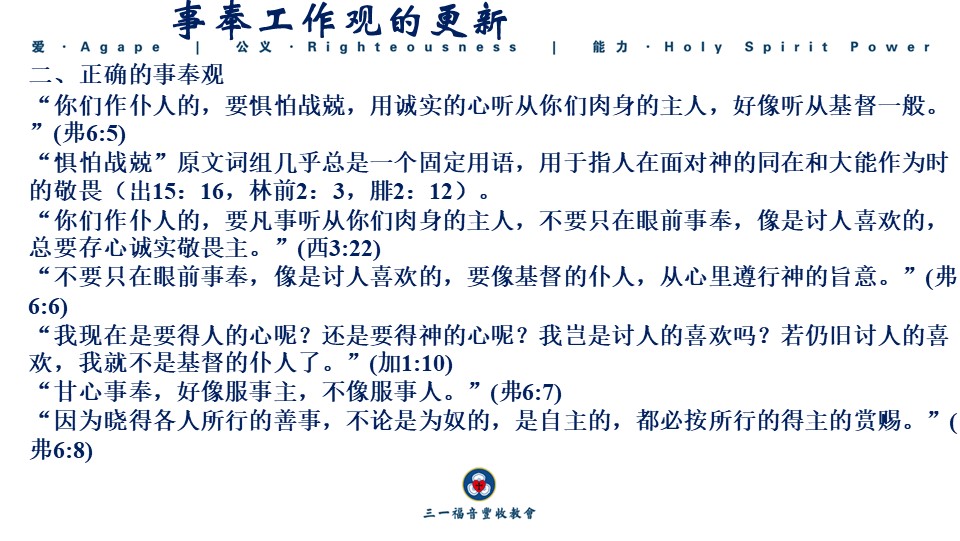 事奉工作观的更新
爱·Agape | 公义·Righteousness | 能力·Holy Spirit Power
二、正确的事奉观
“你们作仆人的，要惧怕战兢，用诚实的心听从你们肉身的主人，好像听从基督一般。
”(弗6:5)
“惧怕战兢”原文词组几乎总是一个固定用语，用于指人在面对神的同在和大能作为时
的敬畏（出15：16，林前2：3，腓2：12）。
“你们作仆人的，要凡事听从你们肉身的主人，不要只在眼前事奉，像是讨人喜欢的，
总要存心诚实敬畏主。”(西3:22)
“不要只在眼前事奉，像是讨人喜欢的，要像基督的仆人，从心里遵行神的旨意。”(弗
6:6)
“我现在是要得人的心呢？还是要得神的心呢？我岂是讨人的喜欢吗？若仍旧讨人的喜
欢，我就不是基督的仆人了。”(加1:10)
“甘心事奉，好像服事主，不像服事人。”(弗6:7)
“因为晓得各人所行的善事，不论是为奴的，是自主的，都必按所行的得主的赏赐。”(
弗6:8)
三一福音豐收教會